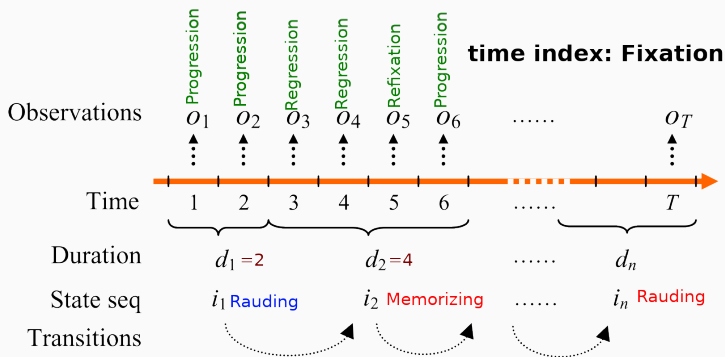 time index: Fixation
Progression Progression Regression Regression Refixation Progression
Observations o1 o2 o3 o4 o5 o6 ...... oT
Time 1 2 3 4 5 6 ...... T
Duration d1=2 d2=4 ...... dn
State seq i1 Rauding i2 Memorizing ...... in Rauding
Transitions